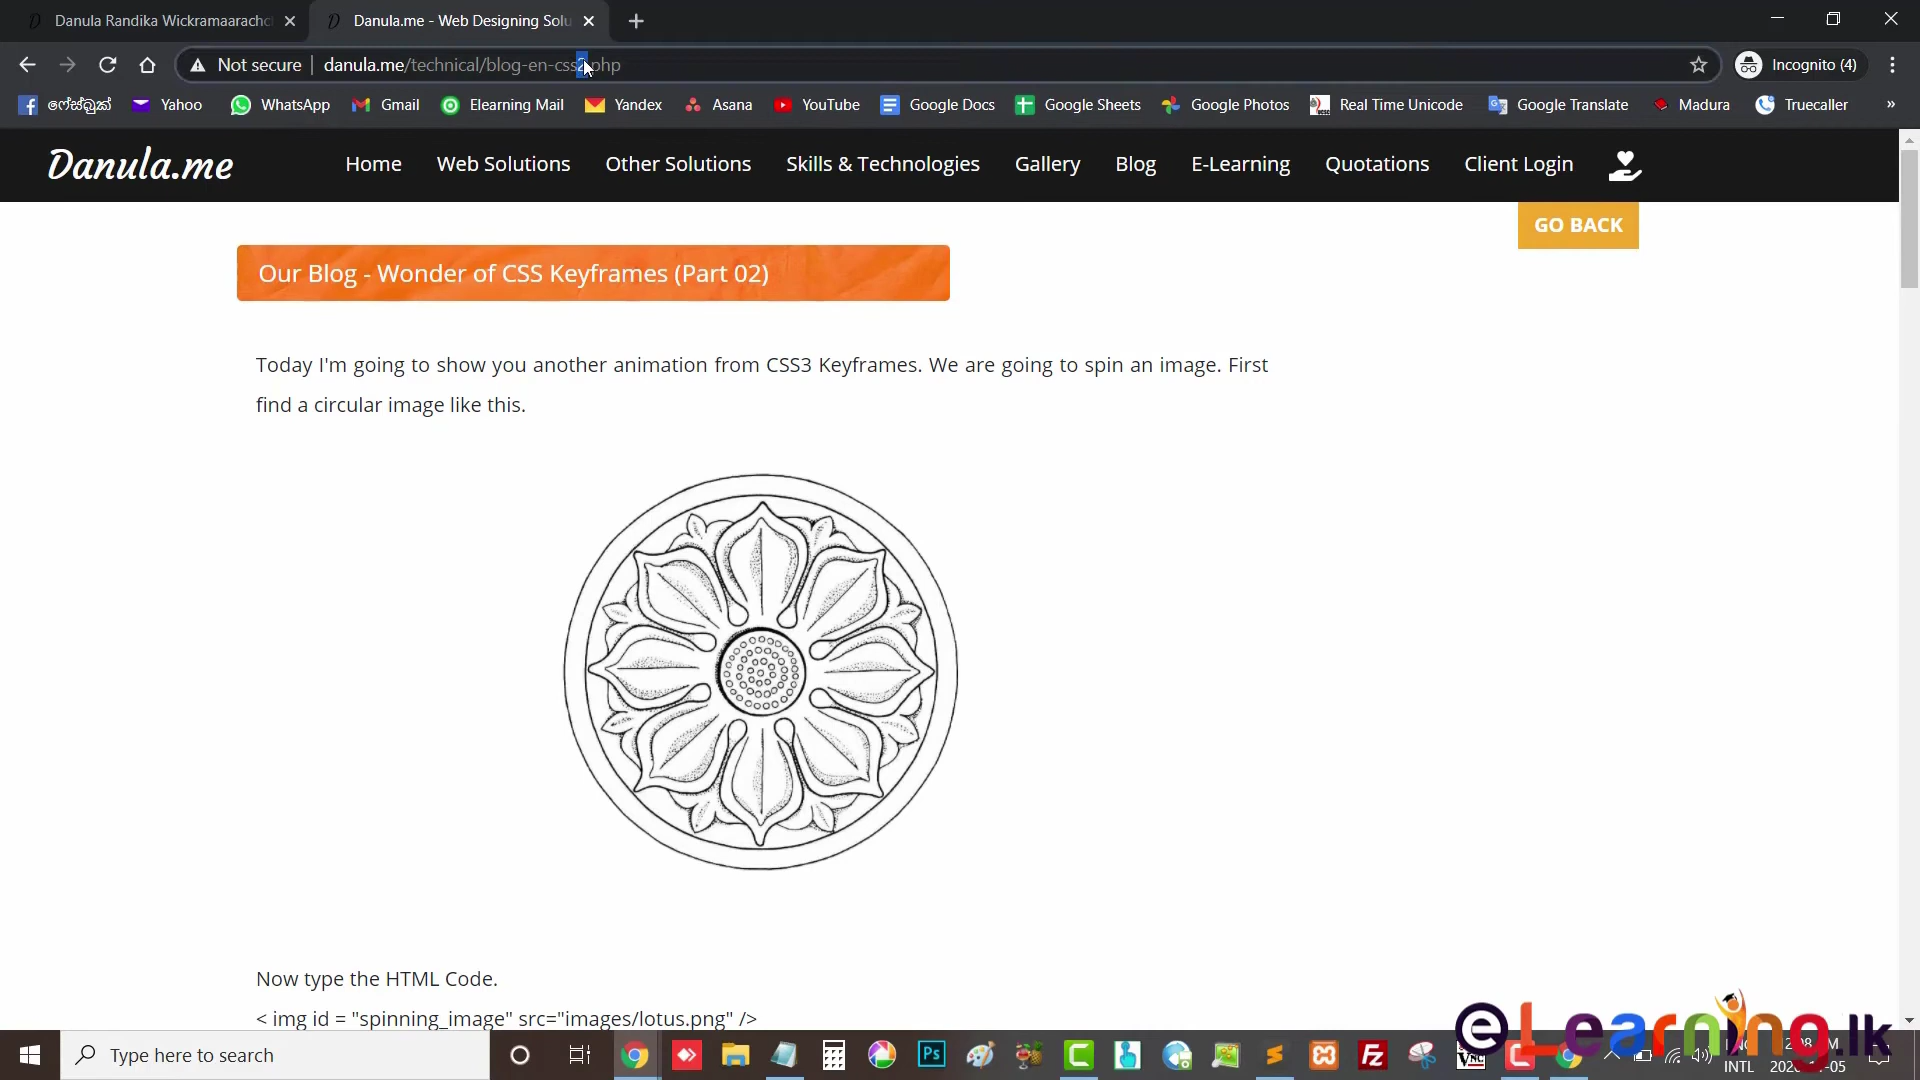 Danula Randika Wickramaarachc
Danula.me - Web Designing Solu
Not secure
danula.me/technical/blog-en-css2.php
Incognito (4)
ෆේස්බුක්
Yahoo
WhatsApp
Gmail
Elearning Mail
Yandex
Asana
YouTube
Google Docs
Google Sheets
Google Photos
Real Time Unicode
Google Translate
Madura
Truecaller
»
Danula.me
Home
Web Solutions
Other Solutions
Skills & Technologies
Gallery
Blog
E-Learning
Quotations
Client Login
GO BACK
Our Blog - Wonder of CSS Keyframes (Part 02)
Today I'm going to show you another animation from CSS3 Keyframes. We are going to spin an image. First
find a circular image like this.
Now type the HTML Code.
< img id = "spinning_image" src="images/lotus.png" />
eLearning.lk
Type here to search
Ps
Fz
INTL